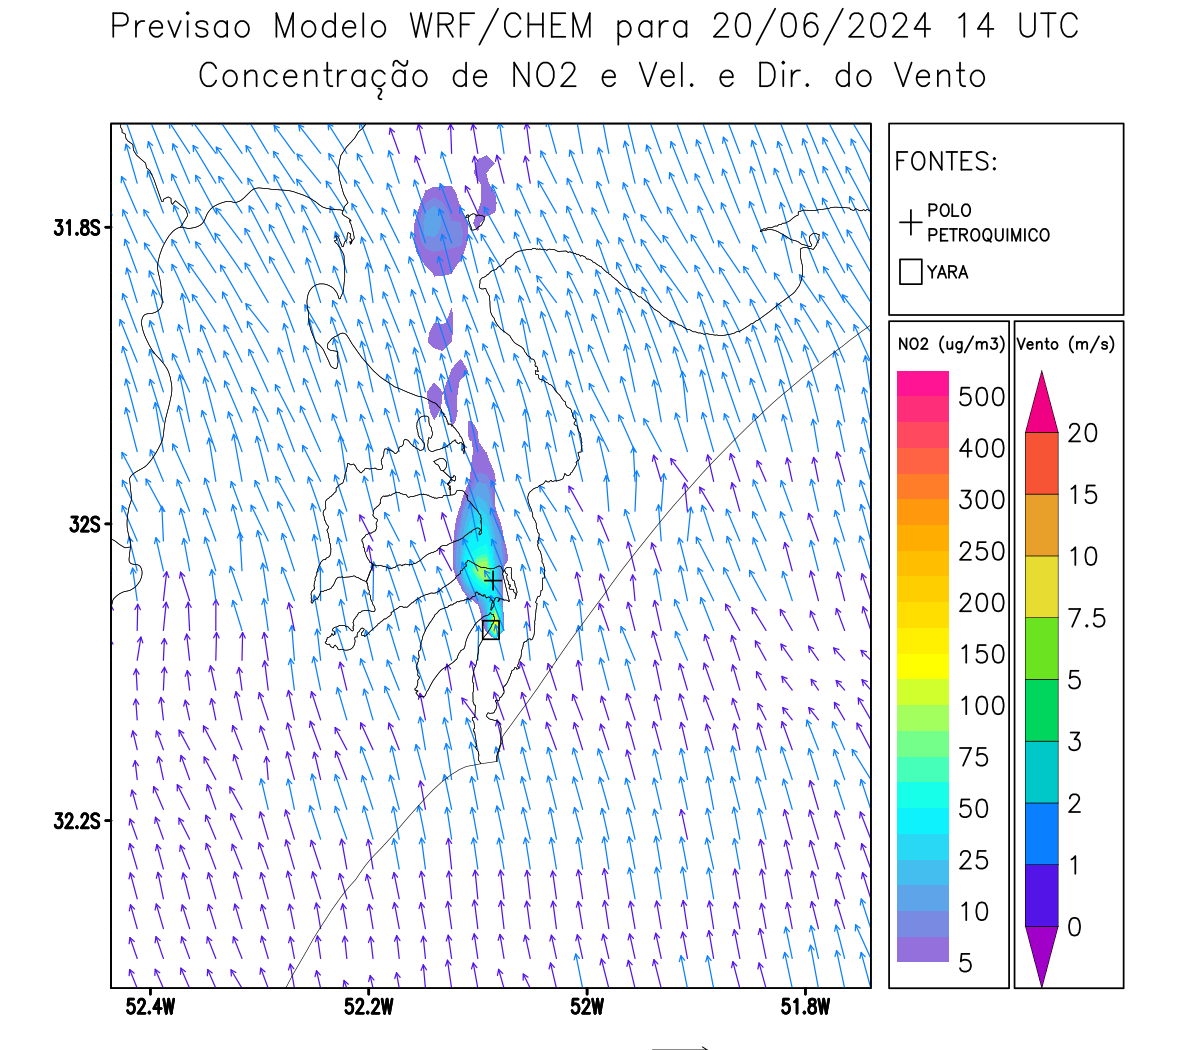 Previsao Modelo WRF/CHEM para 20/06/2024 14 UTC
Concentração de NO2 e Vel. e Dir. do Vento
FONTES:
POLO
PETROQUIMICO
YARA
31.8S
32S
32.2S
52.4W
52.2W
52W
51.8W
NO2 (ug/m3)
500
400
300
250
200
150
100
75
50
25
10
5
Vento (m/s)
20
15
10
7.5
5
3
2
1
0